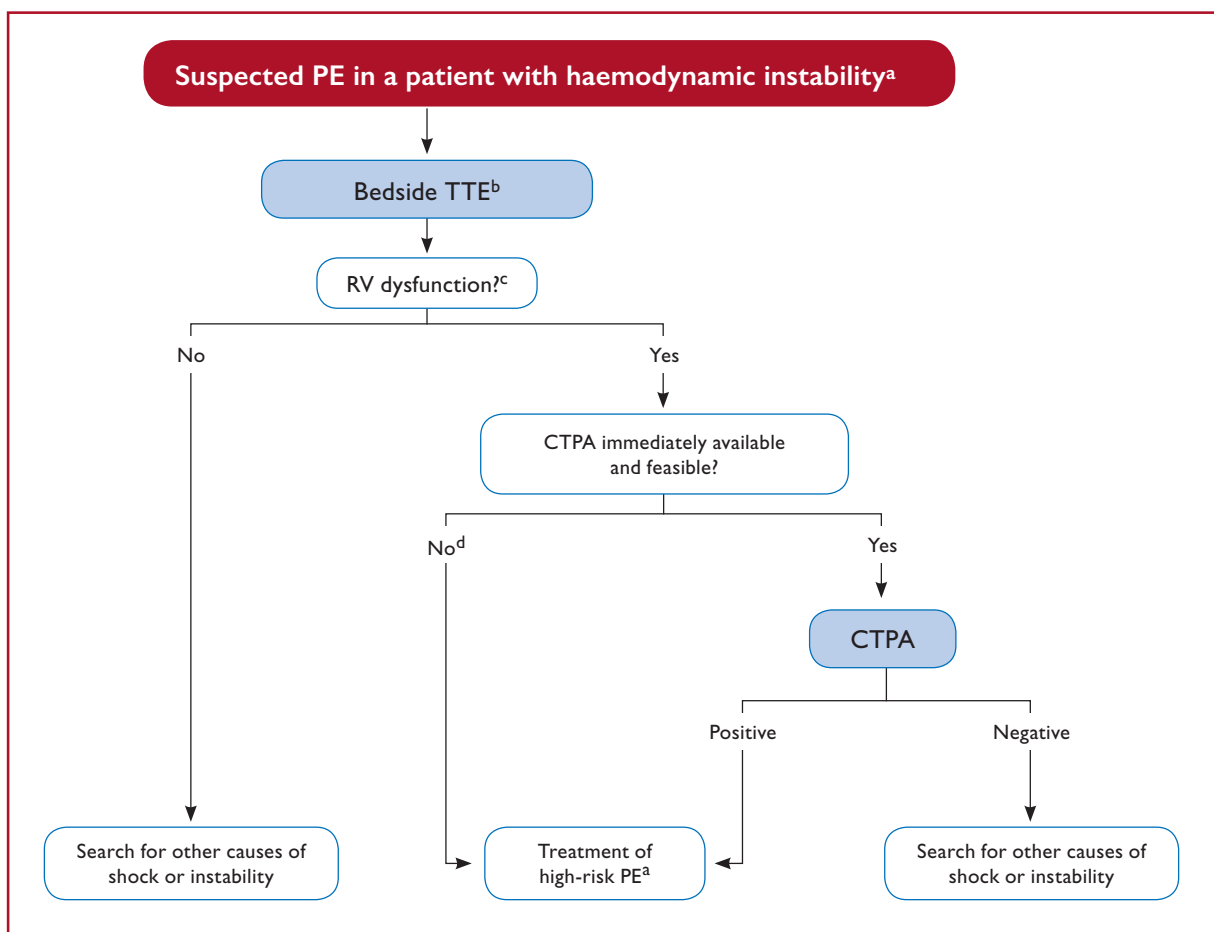 Suspected PE in a patient with haemodynamic instabilityᵃ
Bedside TTEᵇ
RV dysfunction?ᶜ
No
Yes
CTPA immediately available
and feasible?
Noᵈ
Yes
CTPA
Positive
Negative
Search for other causes of
shock or instability
Treatment of
high-risk PEᵃ
Search for other causes of
shock or instability